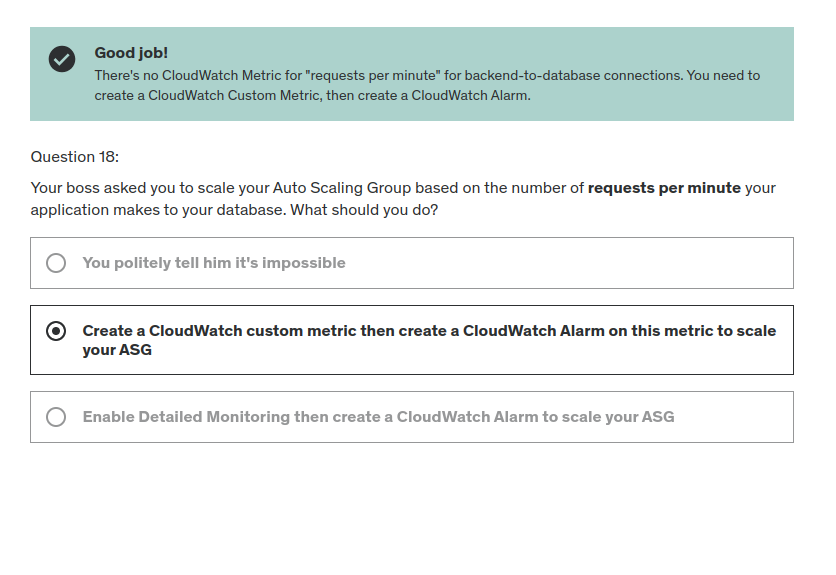 Good job!
There's no CloudWatch Metric for "requests per minute" for backend-to-database connections. You need to
create a CloudWatch Custom Metric, then create a CloudWatch Alarm.
Question 18:
Your boss asked you to scale your Auto Scaling Group based on the number of requests per minute your
application makes to your database. What should you do?
You politely tell him it's impossible
Create a CloudWatch custom metric then create a CloudWatch Alarm on this metric to scale
your ASG
Enable Detailed Monitoring then create a CloudWatch Alarm to scale your ASG